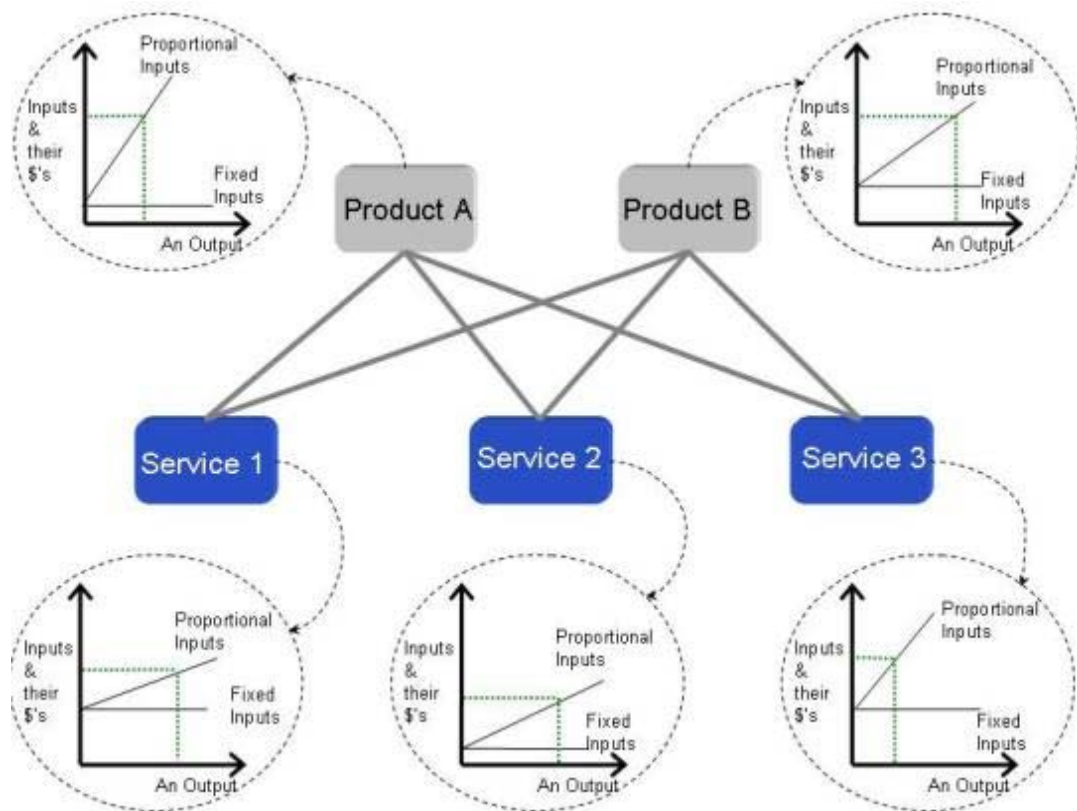 Proportional
Inputs
Inputs
&
their
$'s
Fixed
Inputs
An Output
Product A
Product B
Proportional
Inputs
Inputs
&
their
$'s
Fixed
Inputs
An Output
Service 1
Service 2
Service 3
Proportional
Inputs
Inputs
&
their
$'s
Fixed
Inputs
An Output
Proportional
Inputs
Inputs
&
their
$'s
Fixed
Inputs
An Output
Proportional
Inputs
Inputs
&
their
$'s
Fixed
Inputs
An Output